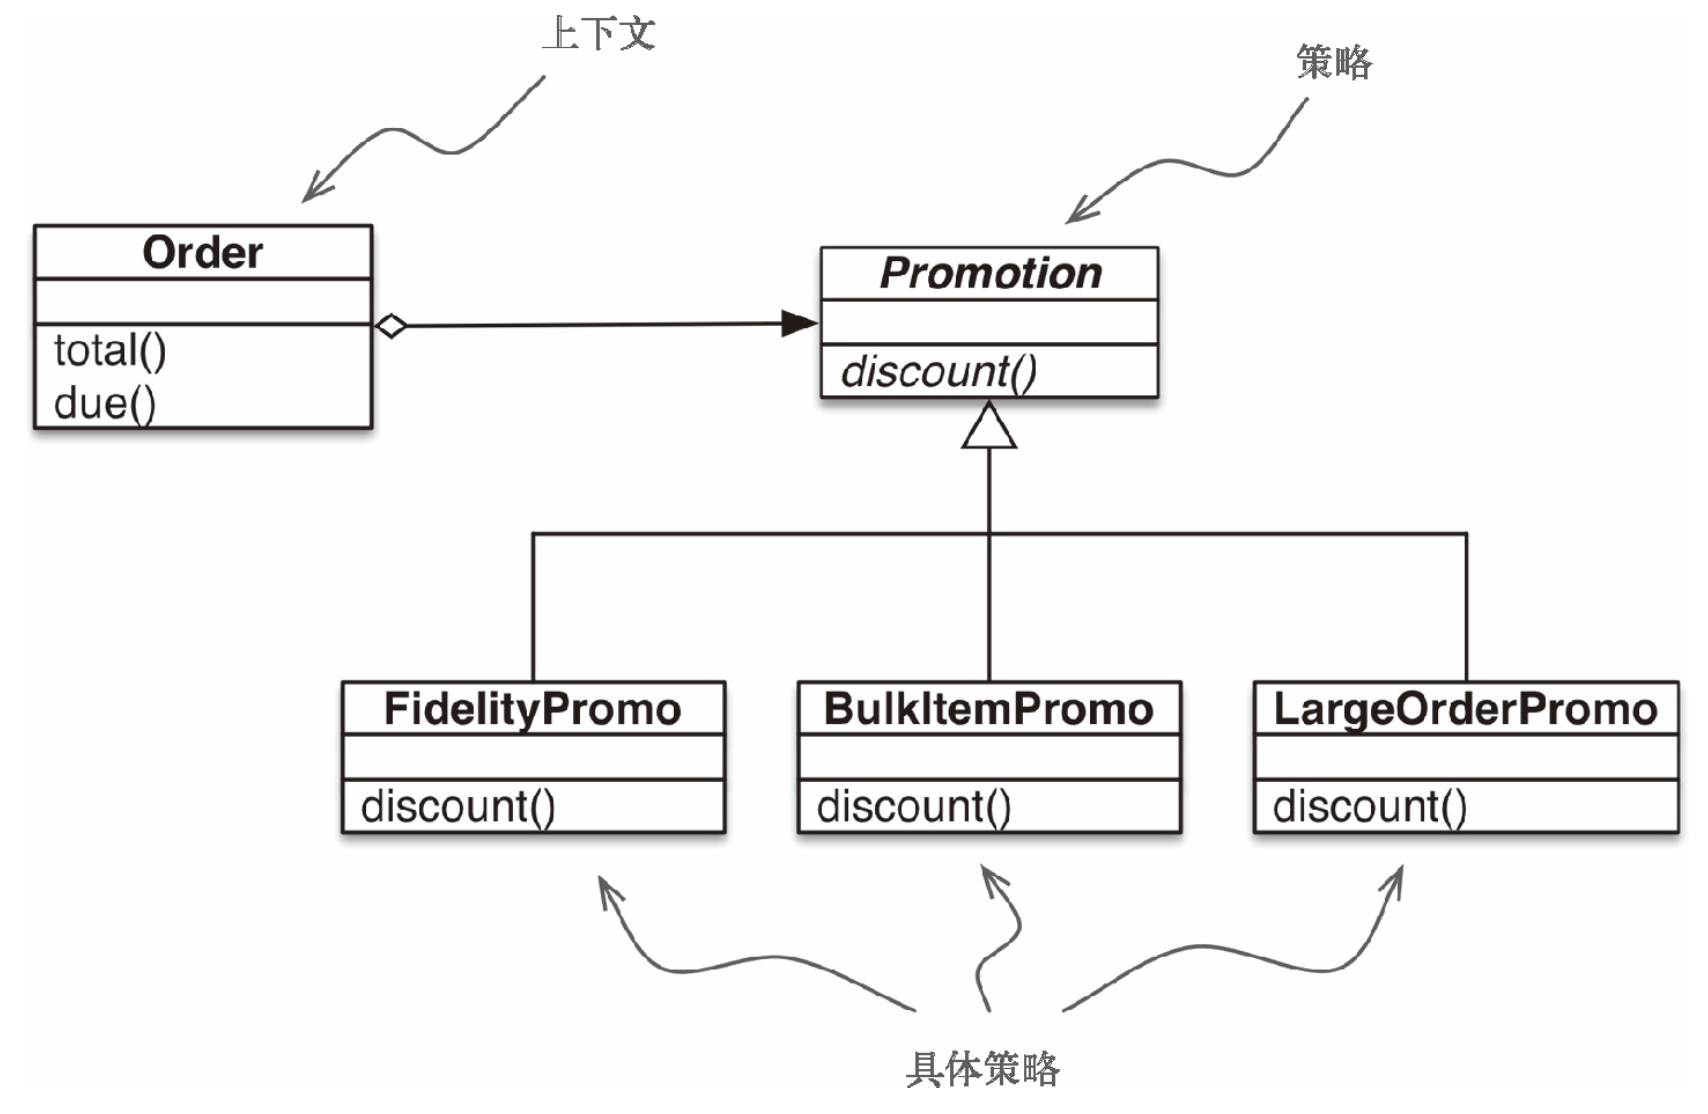 上下文
策略
Order
total()
due()
Promotion
discount()
FidelityPromo
discount()
BulkItemPromo
discount()
LargeOrderPromo
discount()
具体策略